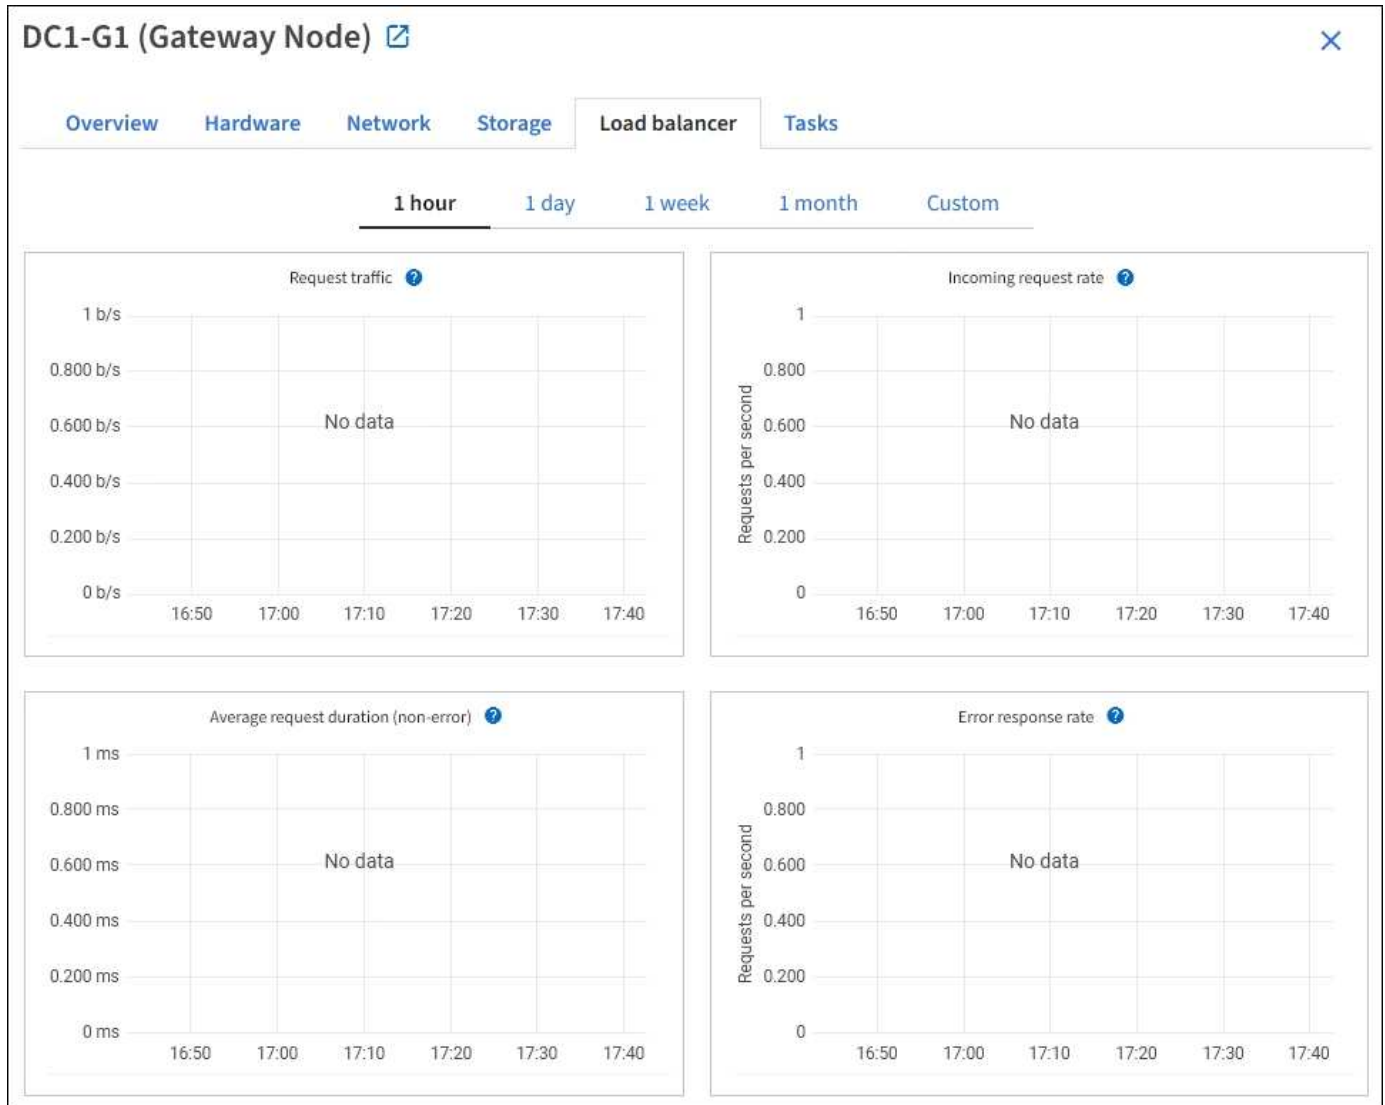 DC1-G1 (Gateway Node)
Overview Hardware Network Storage Load balancer Tasks
1 hour 1 day 1 week 1 month Custom
Request traffic ?
1 b/s
0.800 b/s
0.600 b/s
0.400 b/s
0.200 b/s
0 b/s
No data
16:50 17:00 17:10 17:20 17:30 17:40
Incoming request rate ?
Requests per second
1
0.800
0.600
0.400
0.200
0
No data
16:50 17:00 17:10 17:20 17:30 17:40
Average request duration (non-error) ?
1 ms
0.800 ms
0.600 ms
0.400 ms
0.200 ms
0 ms
No data
16:50 17:00 17:10 17:20 17:30 17:40
Error response rate ?
Requests per second
1
0.800
0.600
0.400
0.200
0
No data
16:50 17:00 17:10 17:20 17:30 17:40